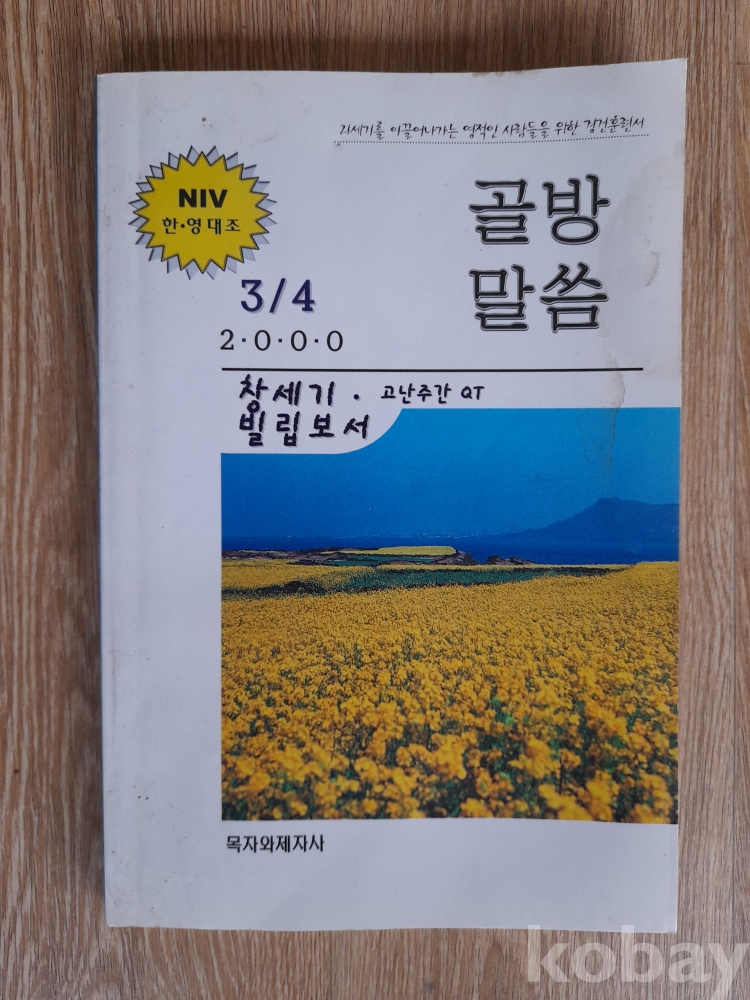 21세기를 이끌어나가는 영적인 사람들을 위한 경건훈련서
NIV
한·영대조
골방
말씀
3/4
2·0·0·0
창세기 · 고난주간 QT
빌립보서
목자와제자사
kobay